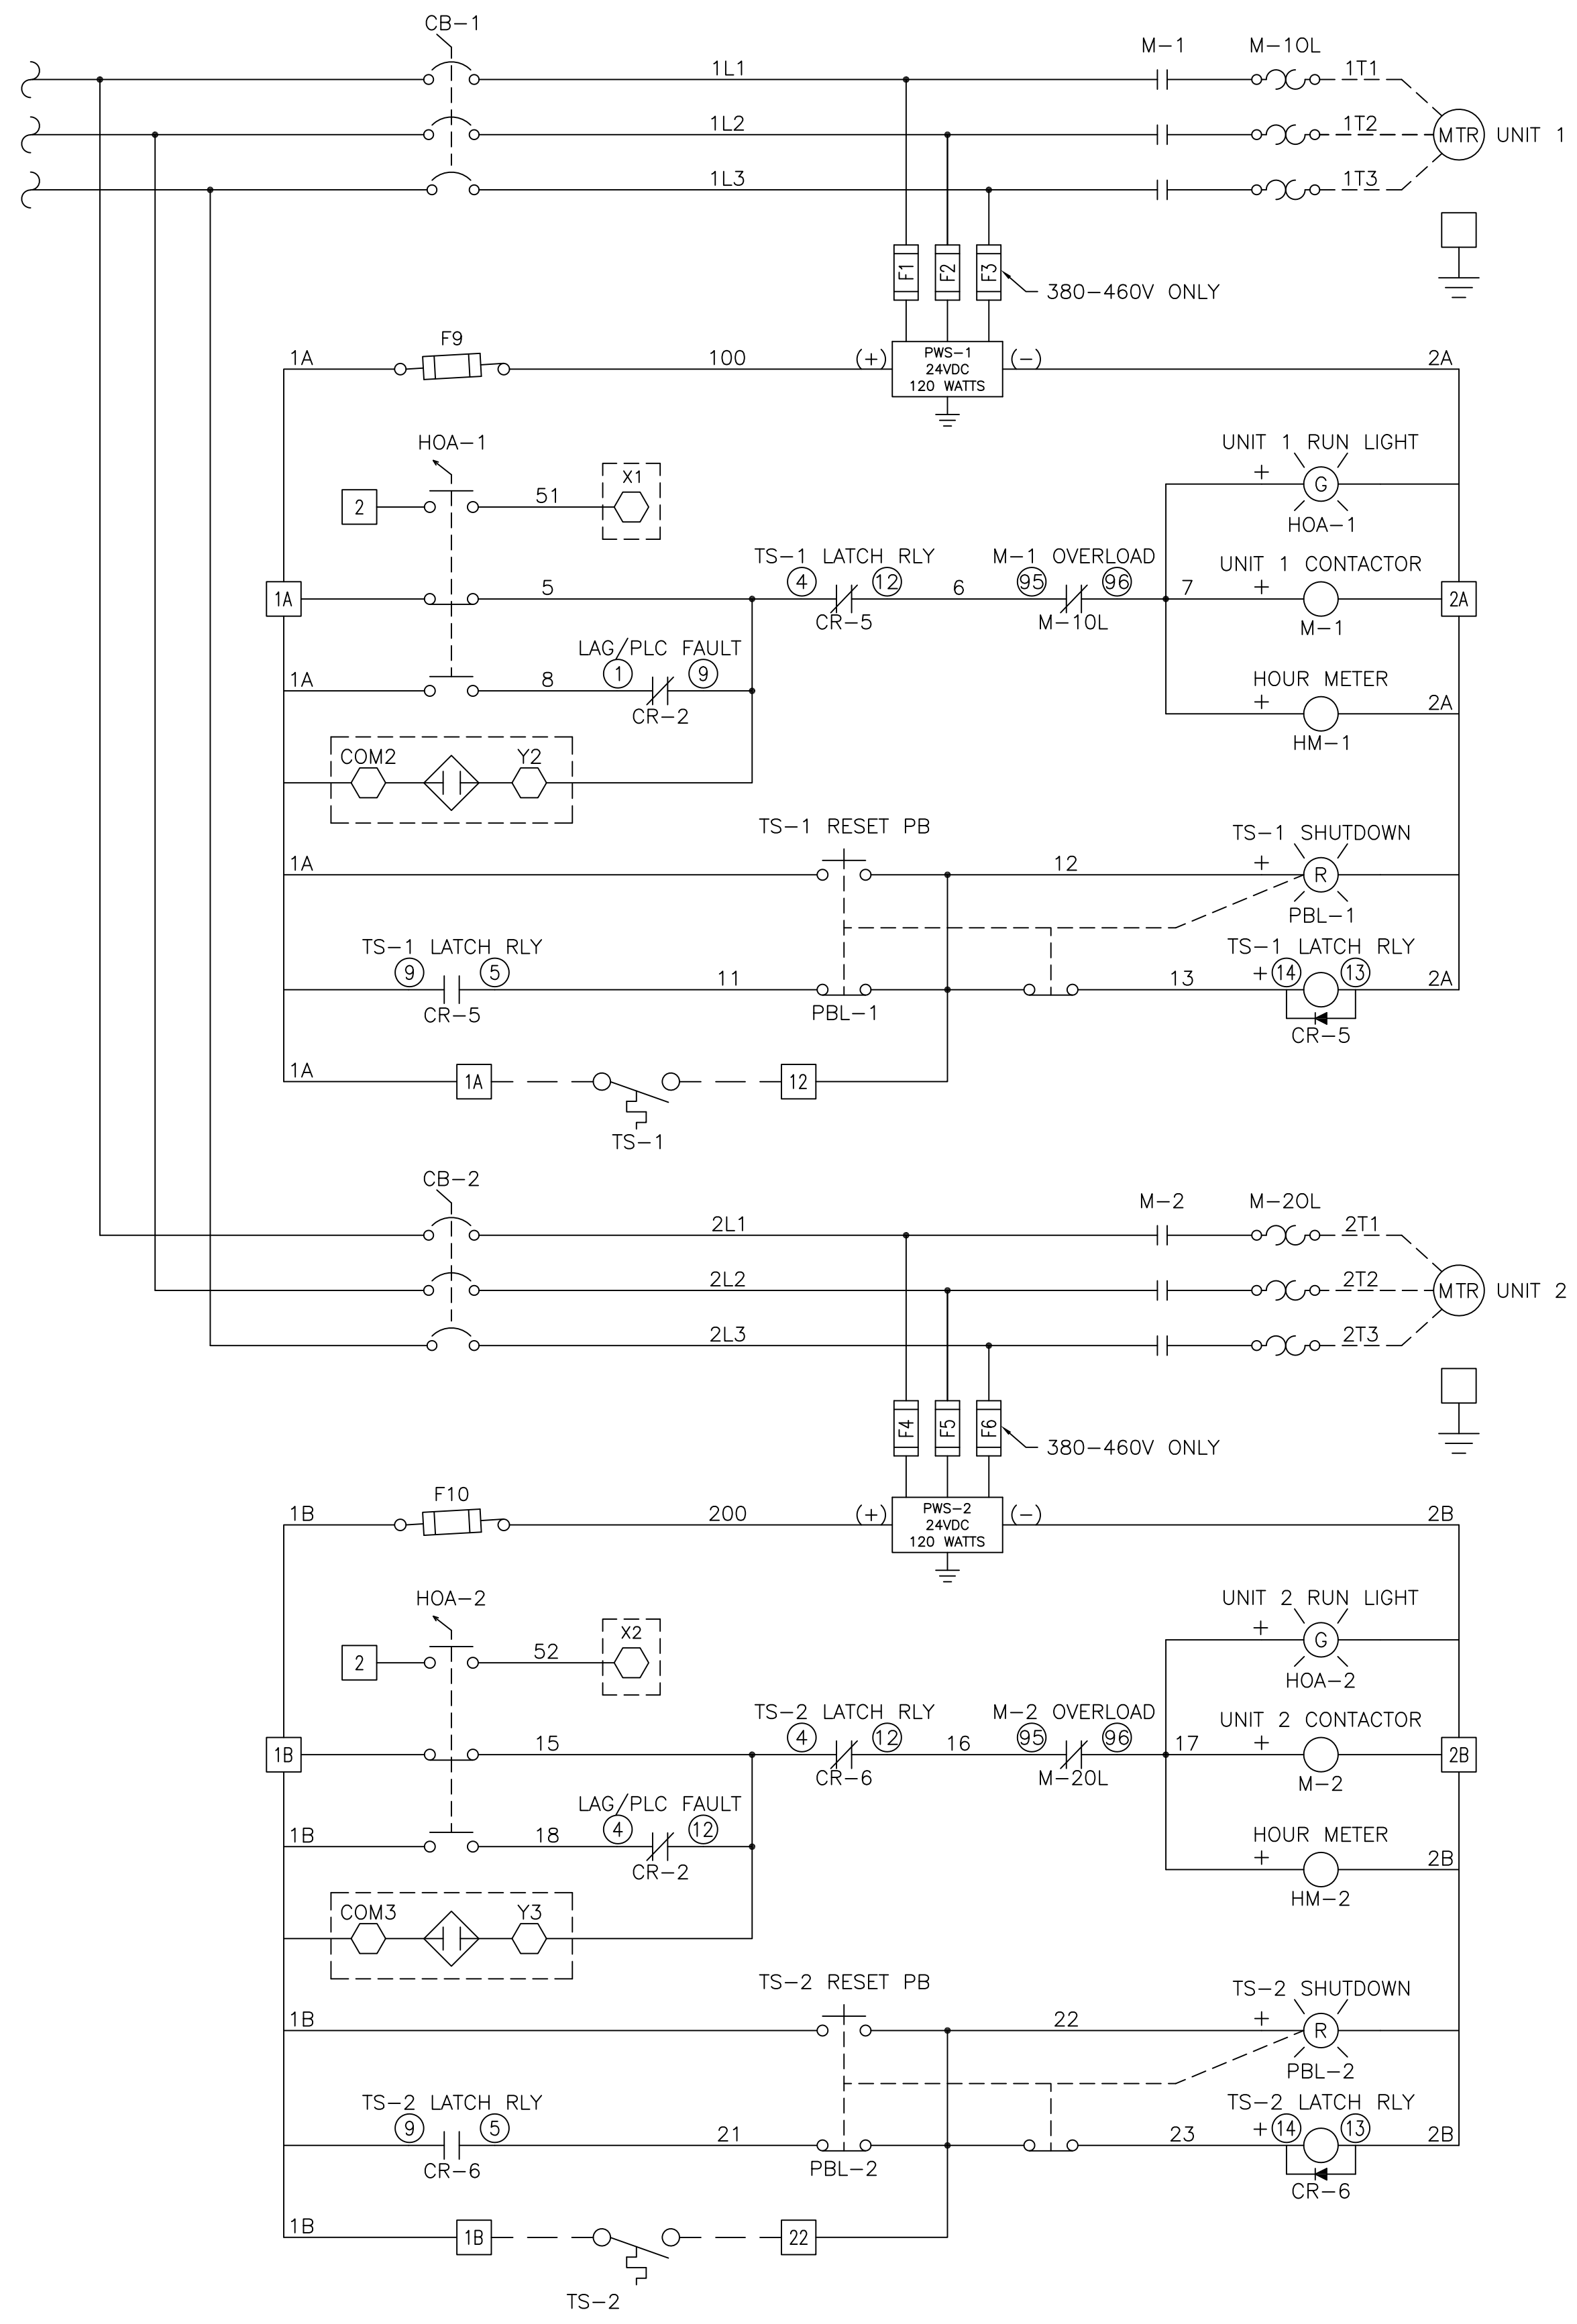 CB-1
M-1 M-1OL
1L1 1T1
1L2 1T2 MTR UNIT 1
1L3 1T3
F1 F2 F3
380-460V ONLY
F9
1A 100 (+) PWS-1 (-) 2A
24VDC
120 WATTS
HOA-1 UNIT 1 RUN LIGHT
X1 + G
2 51
HOA-1
TS-1 LATCH RLY M-1 OVERLOAD UNIT 1 CONTACTOR
4 12 95 96
1A 5 6 7 + 2A
CR-5 M-1OL M-1
LAG/PLC FAULT HOUR METER
1 9
1A 8 + 2A
CR-2 HM-1
COM2 Y2
TS-1 RESET PB TS-1 SHUTDOWN
1A 12 + R
PBL-1
TS-1 LATCH RLY TS-1 LATCH RLY
9 5 + 14 13
11 13 2A
CR-5 PBL-1 CR-5
1A 1A 12
TS-1
CB-2
M-2 M-2OL
2L1 2T1
2L2 2T2 MTR UNIT 2
2L3 2T3
F4 F5 F6
380-460V ONLY
F10
1B 200 (+) PWS-2 (-) 2B
24VDC
120 WATTS
HOA-2 UNIT 2 RUN LIGHT
X2 + G
2 52
HOA-2
TS-2 LATCH RLY M-2 OVERLOAD UNIT 2 CONTACTOR
4 12 95 96
1B 15 16 17 + 2B
CR-6 M-2OL M-2
LAG/PLC FAULT HOUR METER
4 12
1B 18 + 2B
CR-2 HM-2
COM3 Y3
TS-2 RESET PB TS-2 SHUTDOWN
1B 22 + R
PBL-2
TS-2 LATCH RLY TS-2 LATCH RLY
9 5 + 14 13
21 23 2B
CR-6 PBL-2 CR-6
1B 1B 22
TS-2